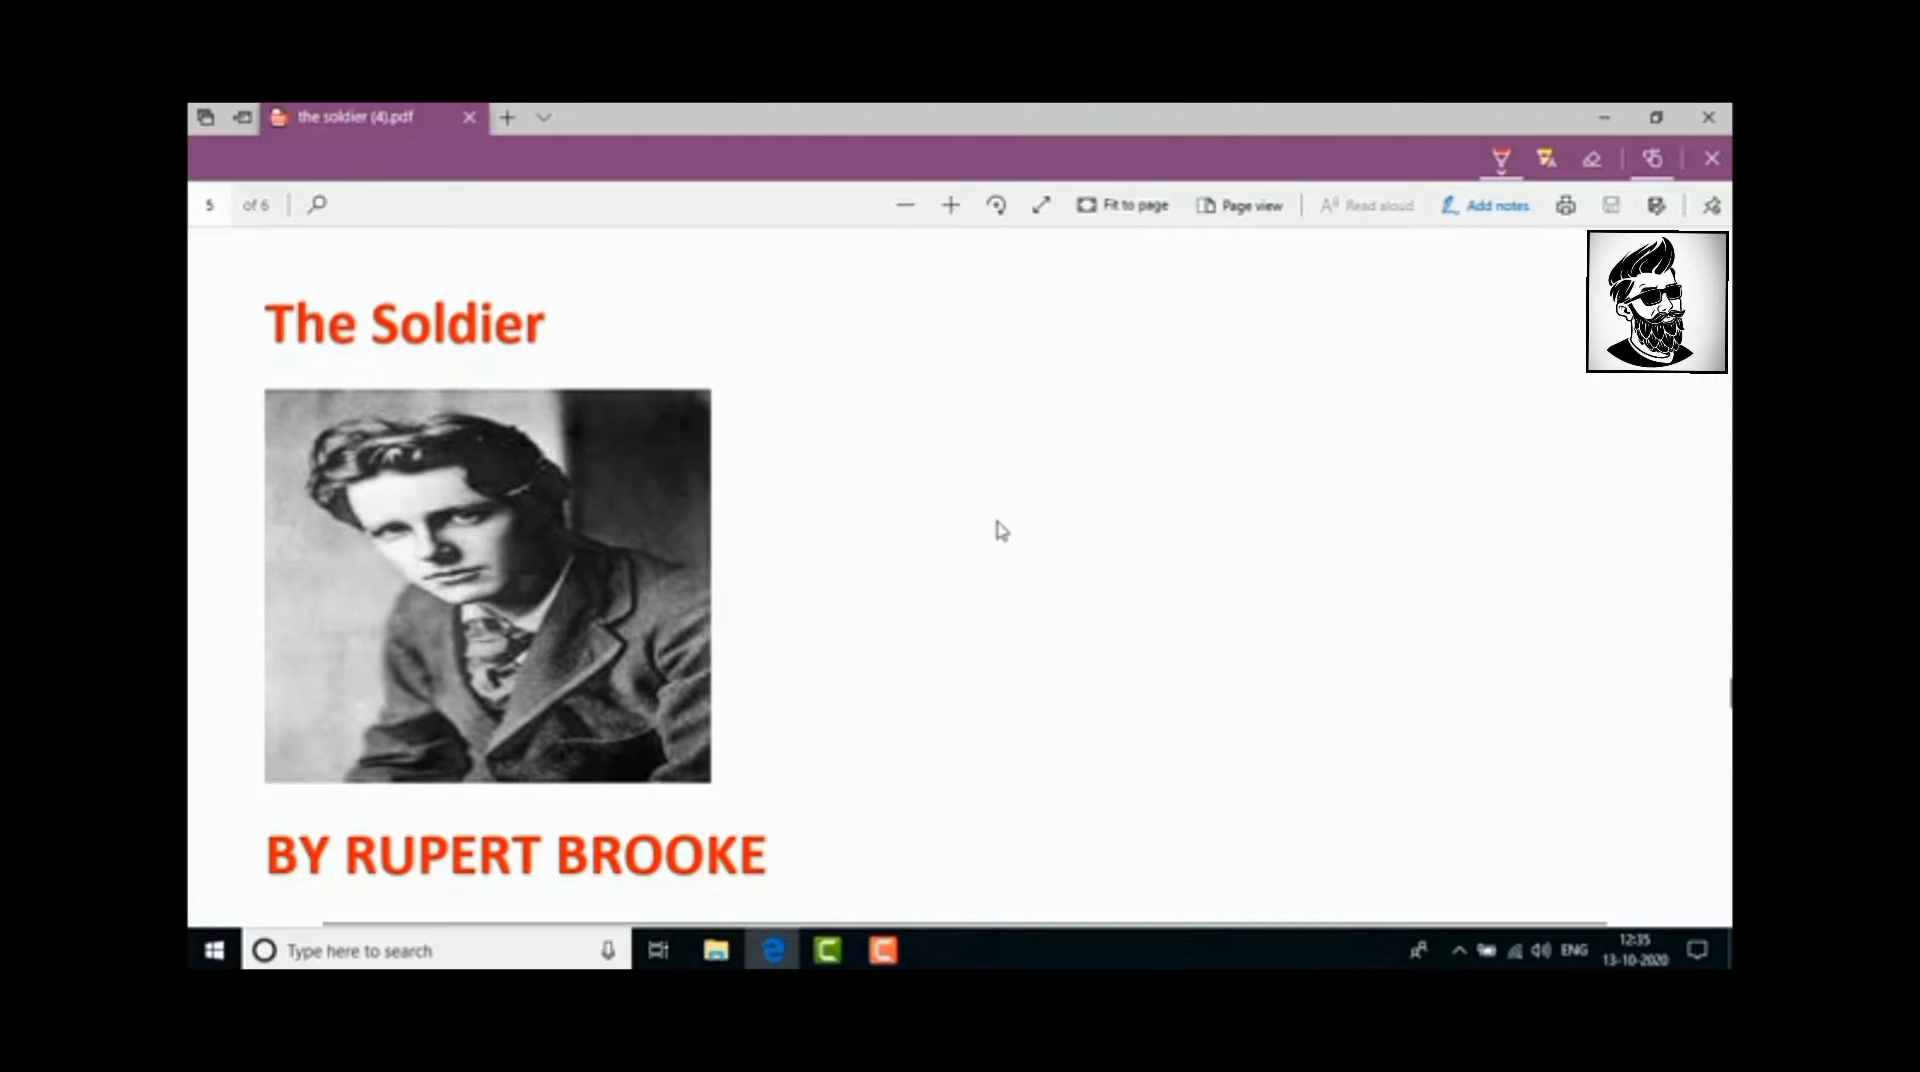 the soldier (4).pdf
5 of 6
Fit to page
Page view
Read aloud
Add notes
The Soldier
BY RUPERT BROOKE
Type here to search
ENG
12:35
13-10-2020